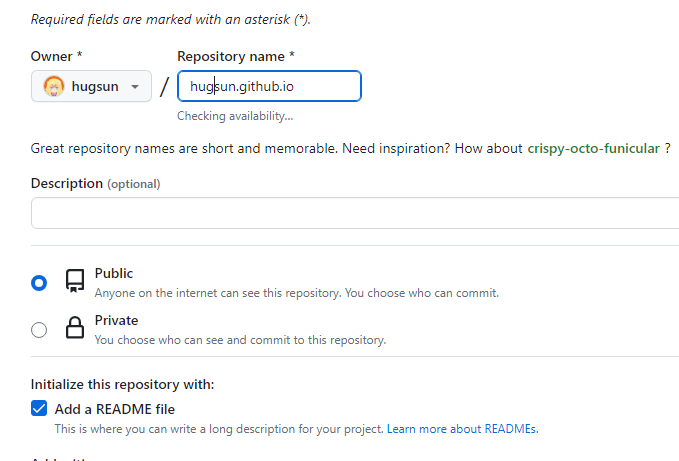 Required fields are marked with an asterisk (*).
Owner * Repository name *
hugsun / hugsun.github.io
Checking availability...
Great repository names are short and memorable. Need inspiration? How about crispy-octo-funicular ?
Description (optional)
Public
Anyone on the internet can see this repository. You choose who can commit.
Private
You choose who can see and commit to this repository.
Initialize this repository with:
Add a README file
This is where you can write a long description for your project. Learn more about READMEs.